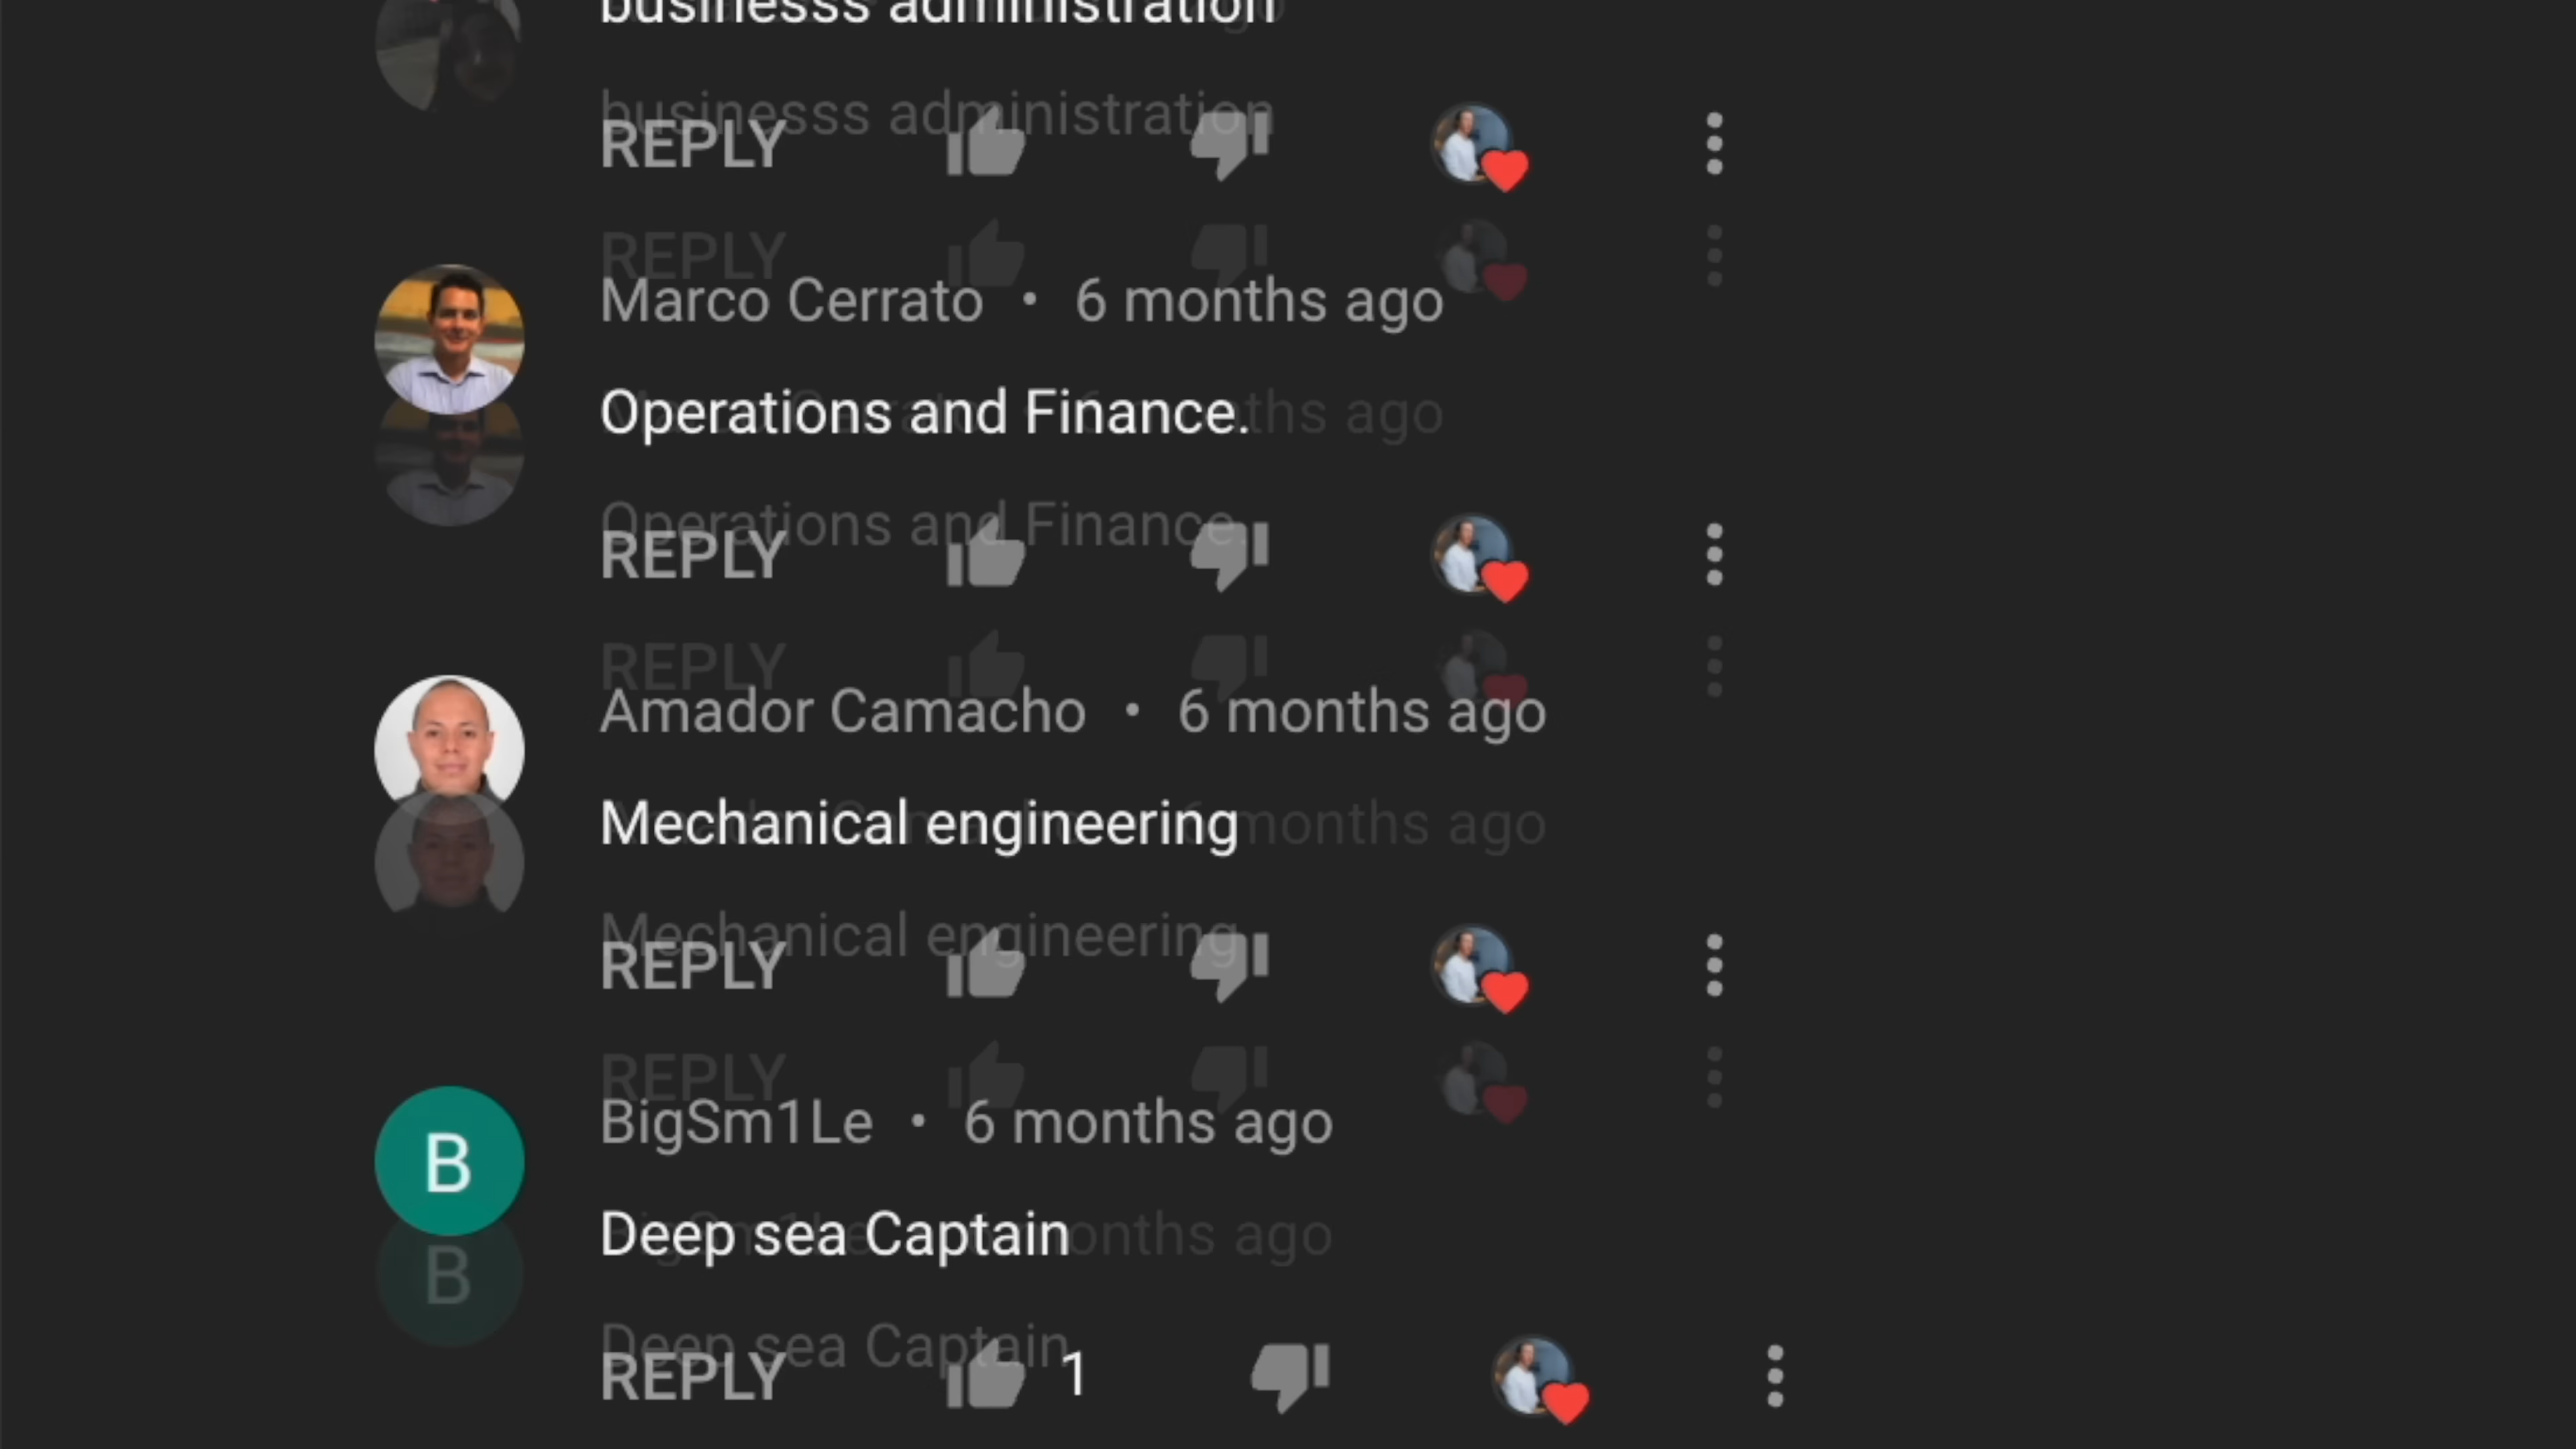 businesss administration
REPLY
Marco Cerrato • 6 months ago
Operations and Finance.
REPLY
Amador Camacho • 6 months ago
Mechanical engineering
REPLY
B
BigSm1Le • 6 months ago
Deep sea Captain
REPLY 1